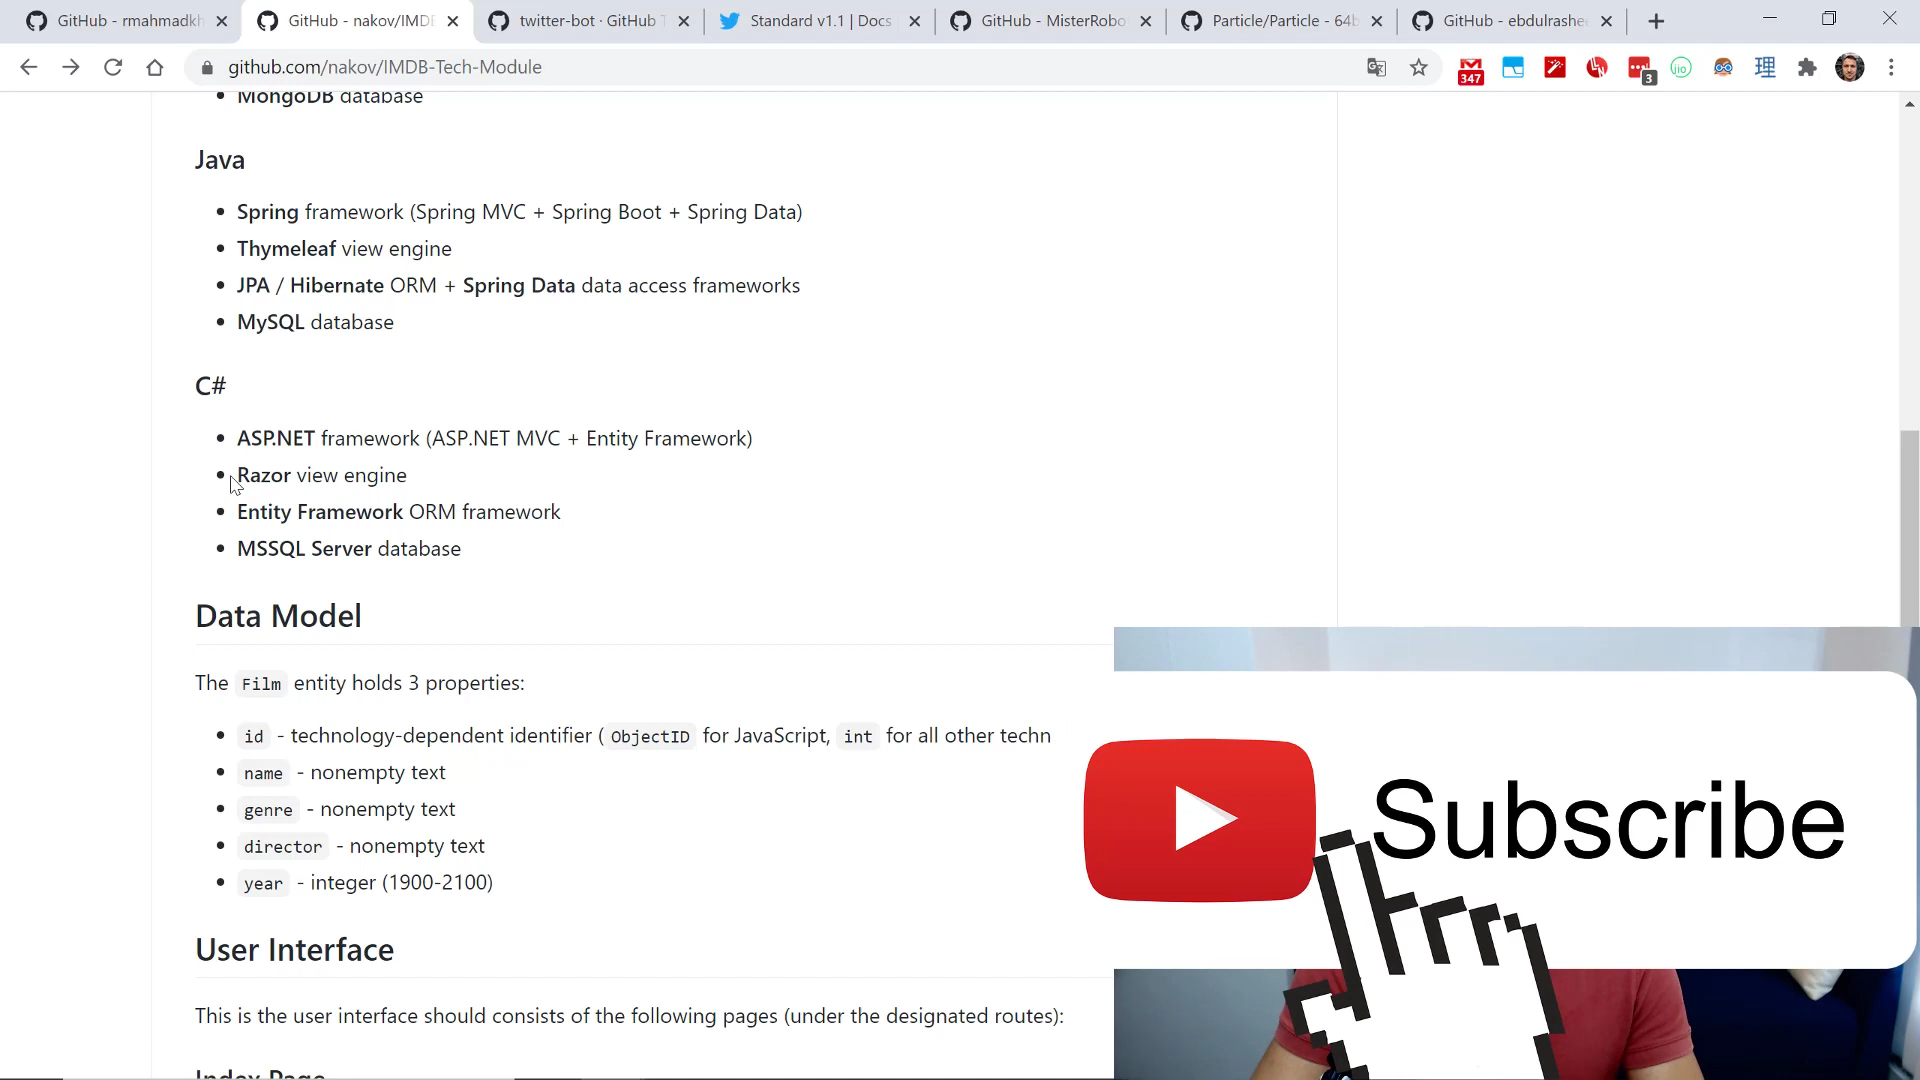 GitHub - rmahmadkh
GitHub - nakov/IMDB
twitter-bot · GitHub T
Standard v1.1 | Docs
GitHub - MisterRobo
Particle/Particle - 64b
GitHub - ebdulrashee
github.com/nakov/IMDB-Tech-Module
347
3
理
MongoDB database
Java
Spring framework (Spring MVC + Spring Boot + Spring Data)
Thymeleaf view engine
JPA / Hibernate ORM + Spring Data data access frameworks
MySQL database
C#
ASP.NET framework (ASP.NET MVC + Entity Framework)
Razor view engine
Entity Framework ORM framework
MSSQL Server database
Data Model
The Film entity holds 3 properties:
id - technology-dependent identifier ( ObjectID for JavaScript, int for all other techn
name - nonempty text
genre - nonempty text
director - nonempty text
year - integer (1900-2100)
Subscribe
User Interface
This is the user interface should consists of the following pages (under the designated routes):
Index Page